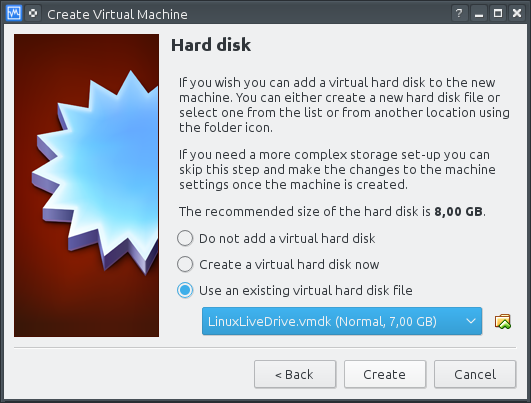 Create Virtual Machine
Hard disk
If you wish you can add a virtual hard disk to the new
machine. You can either create a new hard disk file or
select one from the list or from another location using
the folder icon.
If you need a more complex storage set-up you can
skip this step and make the changes to the machine
settings once the machine is created.
The recommended size of the hard disk is 8,00 GB.
Do not add a virtual hard disk
Create a virtual hard disk now
Use an existing virtual hard disk file
LinuxLiveDrive.vmdk (Normal, 7,00 GB)
< Back
Create
Cancel